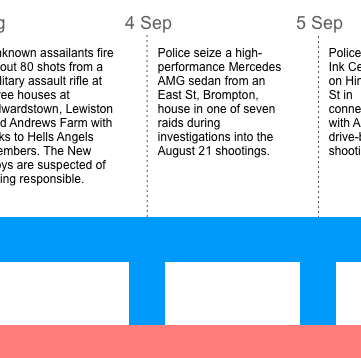 g
4 Sep
5 Sep
known assailants fire
out 80 shots from a
litary assault rifle at
ee houses at
lwardstown, Lewiston
d Andrews Farm with
ks to Hells Angels
embers. The New
ys are suspected of
ing responsible.
Police seize a high-
performance Mercedes
AMG sedan from an
East St, Brompton,
house in one of seven
raids during
investigations into the
August 21 shootings.
Police
Ink Ce
on Hin
St in
conne
with A
drive-b
shooti